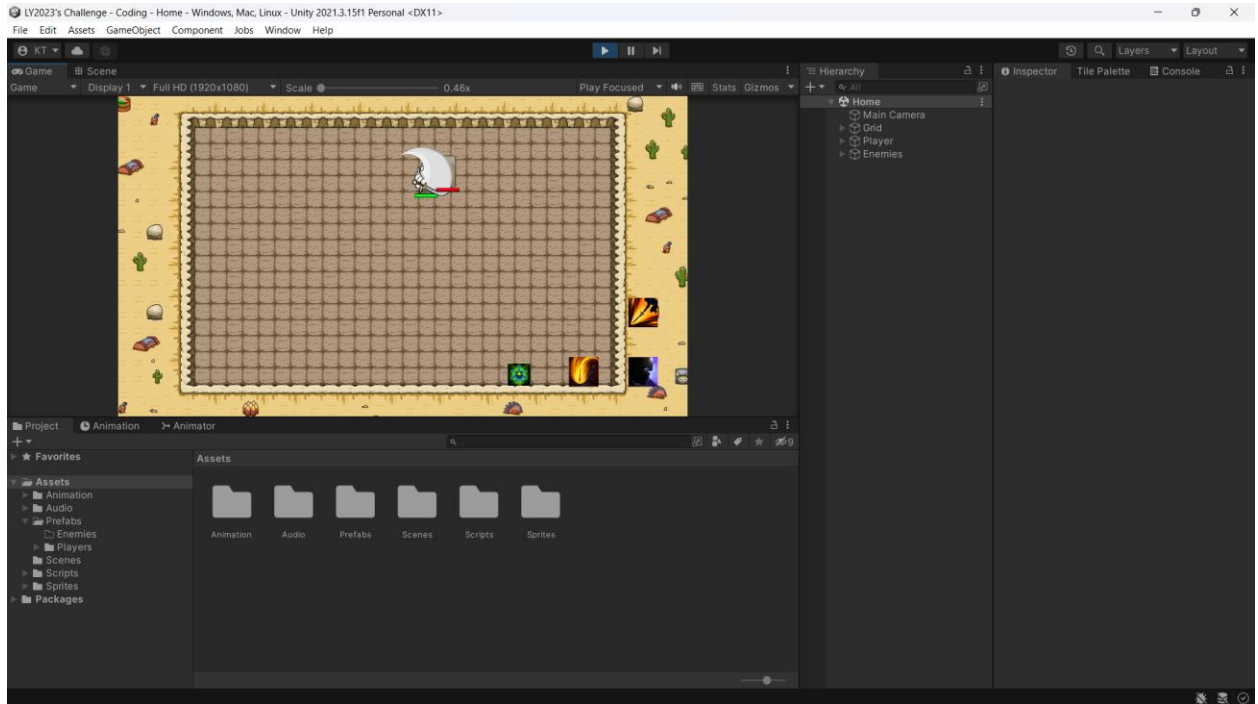 LY2023's Challenge - Coding - Home - Windows, Mac, Linux - Unity 2021.3.15f1 Personal <DX11>
File Edit Assets GameObject Component Jobs Window Help
KT Layers Layout
Game Scene
Game Display 1 Full HD (1920x1080) Scale 0.46x Play Focused Stats Gizmos
Hierarchy
All
Home
Main Camera
Grid
Player
Enemies
Inspector Tile Palette Console
Project Animation Animator
9
Favorites
Assets
Animation
Audio
Prefabs
Enemies
Players
Scenes
Scripts
Sprites
Packages
Assets
Animation Audio Prefabs Scenes Scripts Sprites